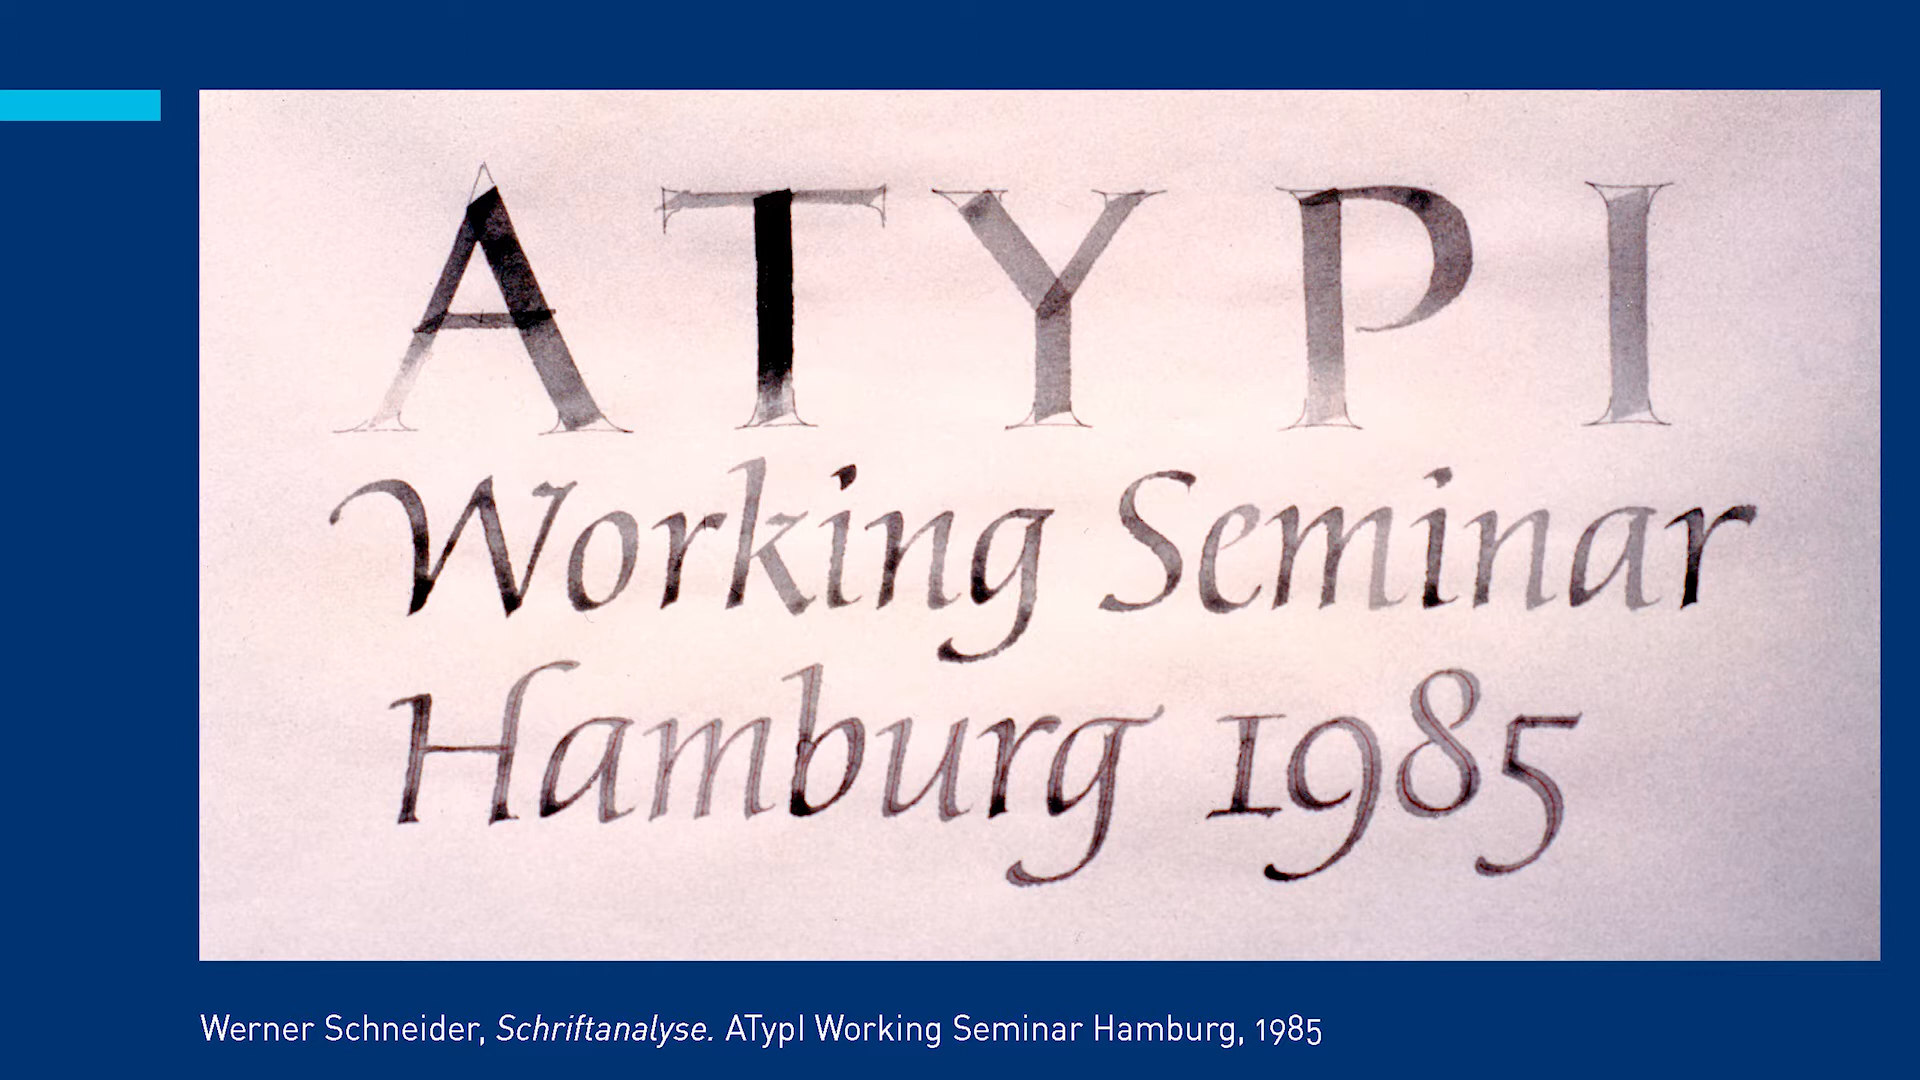 ATYPI
Working Seminar
Hamburg 1985
Werner Schneider, Schriftanalyse. ATypI Working Seminar Hamburg, 1985